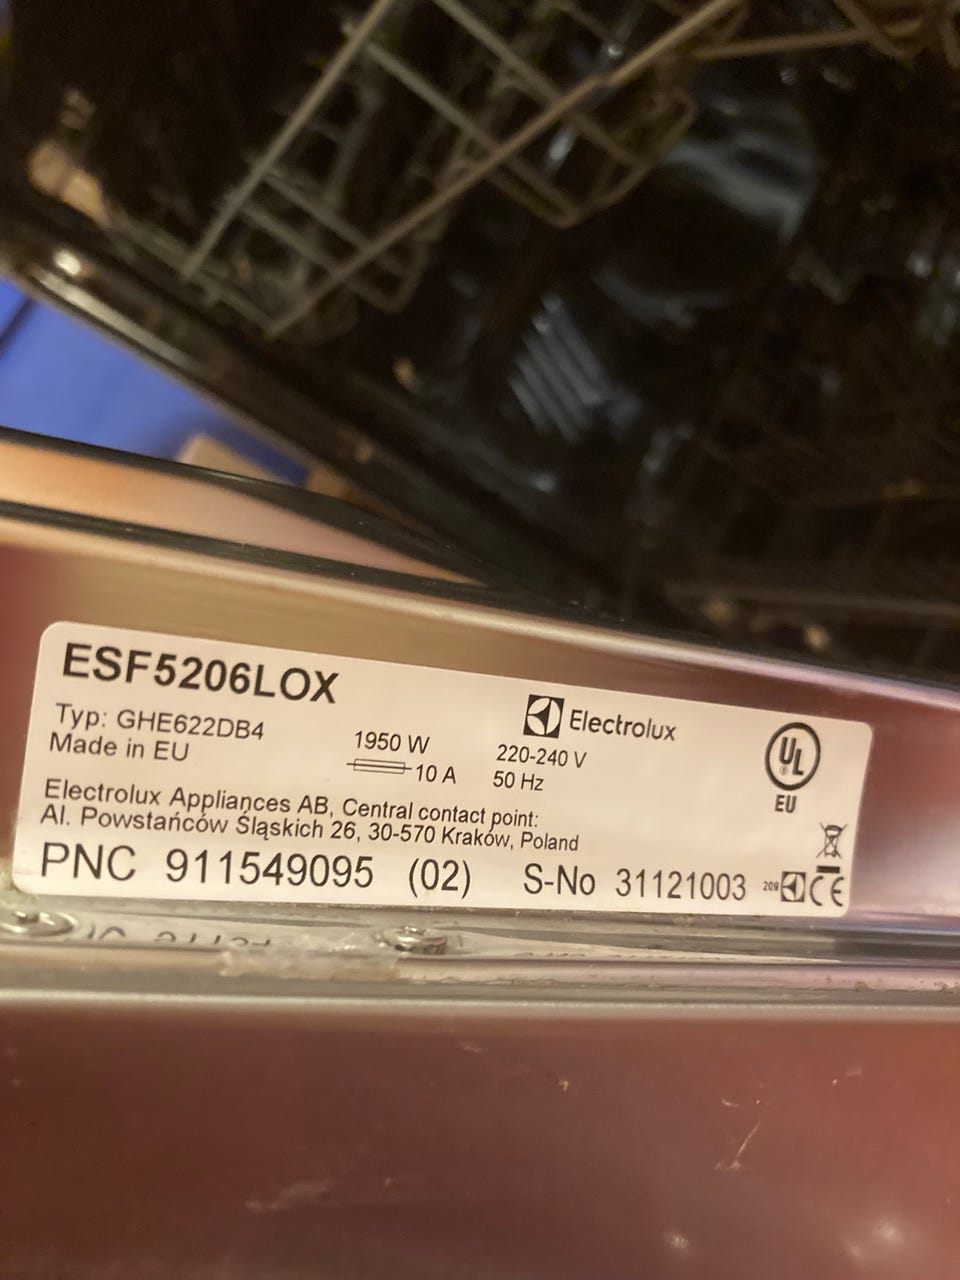 ESF5206LOX
Electrolux
Typ: GHE622DB4
Made in EU
1950 W
10 A
220-240 V
50 Hz
UL
EU
Electrolux Appliances AB, Central contact point:
Al. Powstańców Śląskich 26, 30-570 Kraków, Poland
PNC 911549095 (02) S-No 31121003
209 CE